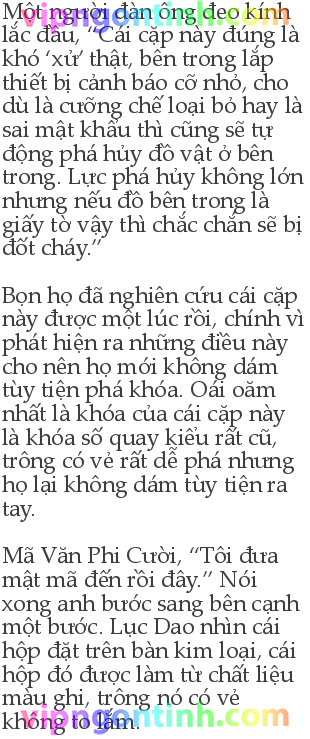 Một người đàn ông đeo kính
lắc đầu, “Cái cặp này đúng là
khó ‘xử’ thật, bên trong lắp
thiết bị cảnh báo cỡ nhỏ, cho
dù là cưỡng chế loại bỏ hay là
sai mật khẩu thì cũng sẽ tự
động phá hủy đồ vật ở bên
trong. Lực phá hủy không lớn
nhưng nếu đồ bên trong là
giấy tờ vậy thì chắc chắn sẽ bị
đốt cháy.”
Bọn họ đã nghiên cứu cái cặp
này được một lúc rồi, chính vì
phát hiện ra những điều này
cho nên họ mới không dám
tùy tiện phá khóa. Oái oăm
nhất là khóa của cái cặp này
là khóa số quay kiểu rất cũ,
trông có vẻ rất dễ phá nhưng
họ lại không dám tùy tiện ra
tay.
Mã Văn Phi Cười, “Tôi đưa
mật mã đến rồi đây.” Nói
xong anh bước sang bên cạnh
một bước. Lục Dao nhìn cái
hộp đặt trên bàn kim loại, cái
hộp đó được làm từ chất liệu
màu ghi, trông nó có vẻ
không to lắm.
vipngontinh.com
vipngontinh.com